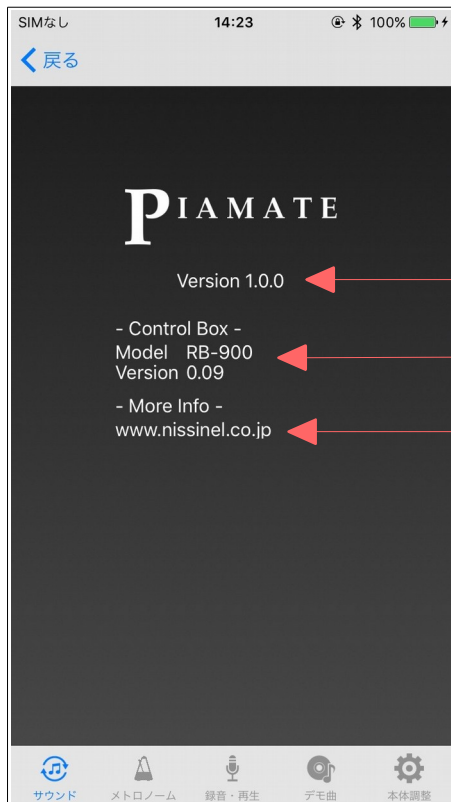 SIMなし 14:23 100%
戻る
PIAMATE
Version 1.0.0
- Control Box -
Model RB-900
Version 0.09
- More Info -
www.nissinel.co.jp
サウンド メトロノーム 録音・再生 デモ曲 本体調整